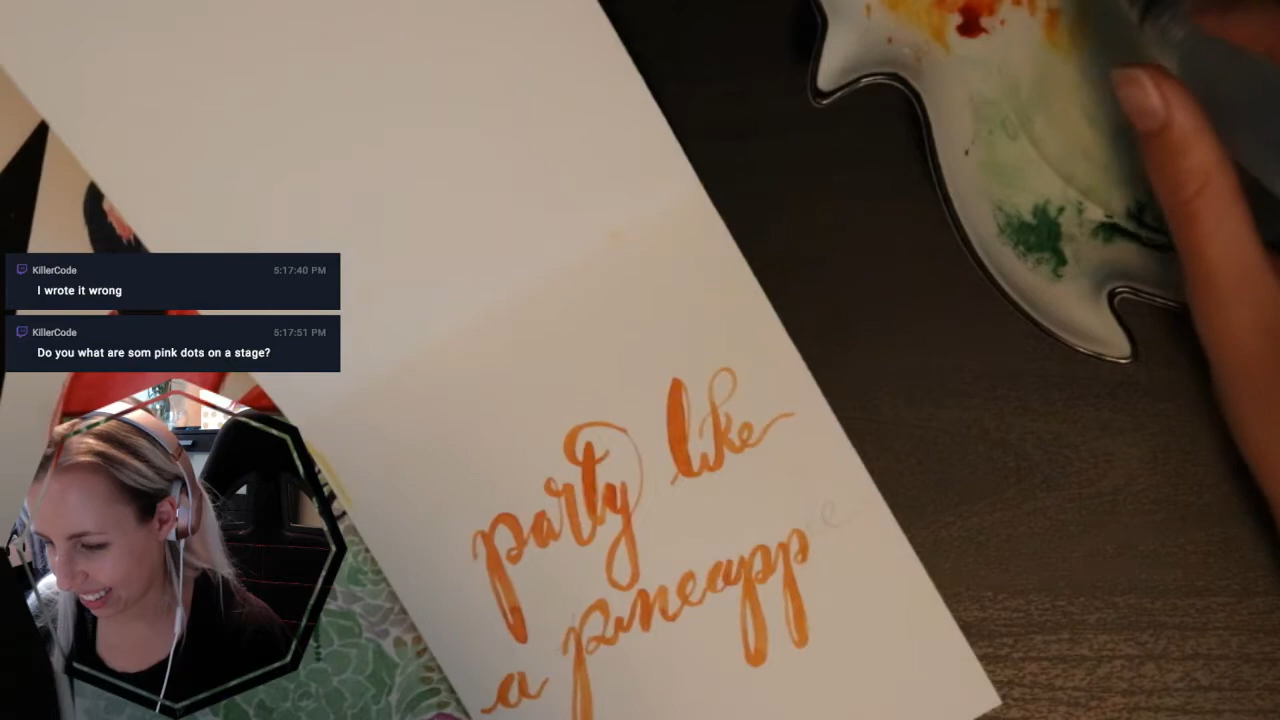 KillerCode 5:17:40 PM
I wrote it wrong
KillerCode 5:17:51 PM
Do you what are som pink dots on a stage?
party like
a pineapp e